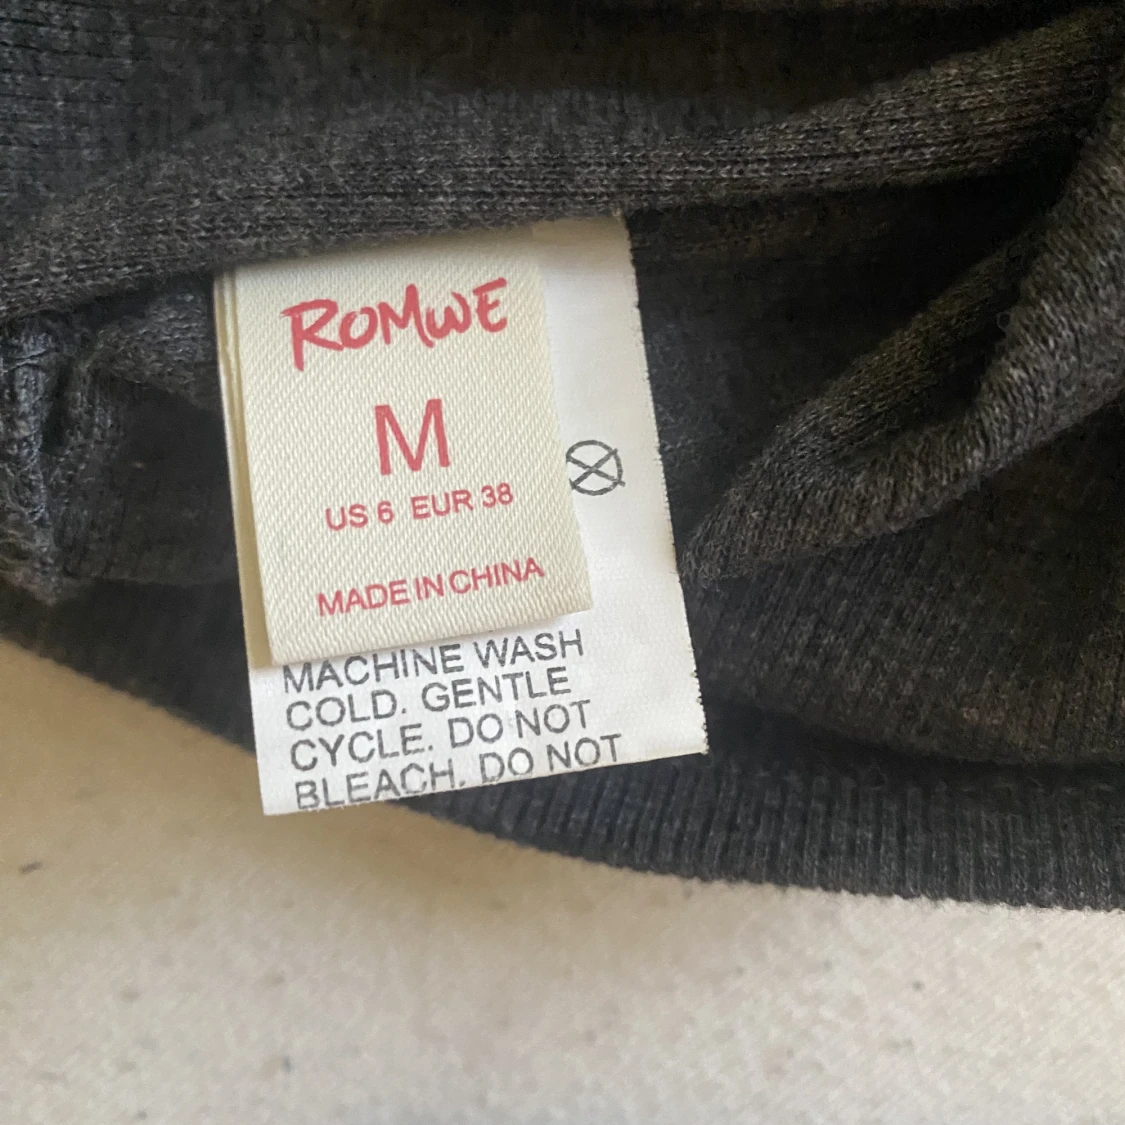 ROMWE
M
US 6 EUR 38
MADE IN CHINA
MACHINE WASH
COLD. GENTLE
CYCLE. DO NOT
BLEACH. DO NOT